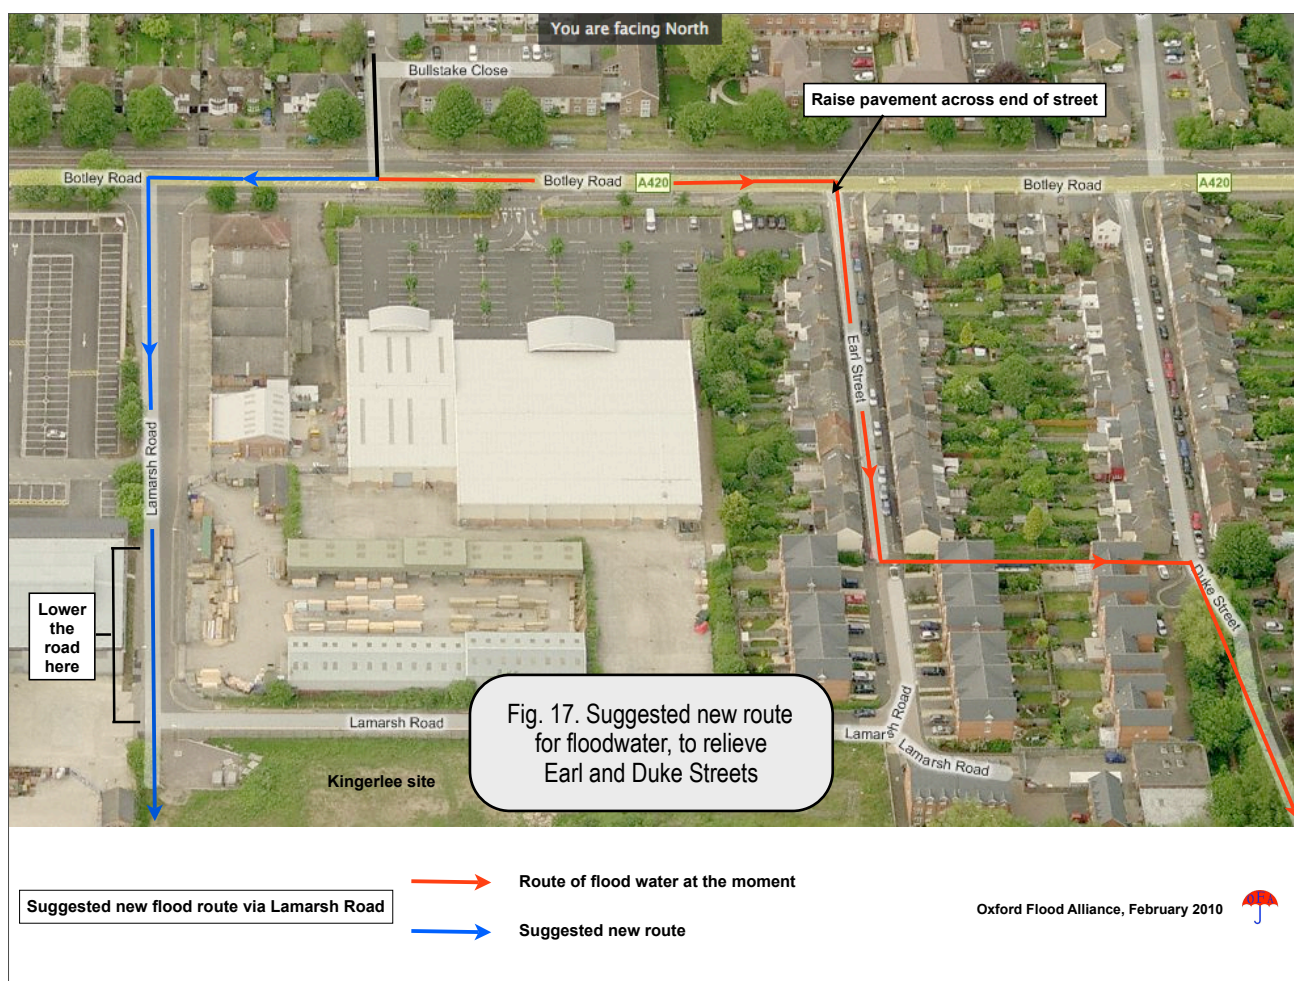 You are facing North
Bullstake Close
Raise pavement across end of street
Botley Road
Botley Road
A420
Botley Road
A420
Earl Street
Lamarsh Road
Lower
the
road
here
Duke Street
Lamarsh Road
Fig. 17. Suggested new route
for floodwater, to relieve
Earl and Duke Streets
Lamarsh Road
Lamarsh Road
Kingerlee site
Route of flood water at the moment
Suggested new flood route via Lamarsh Road
Suggested new route
Oxford Flood Alliance, February 2010
OFA